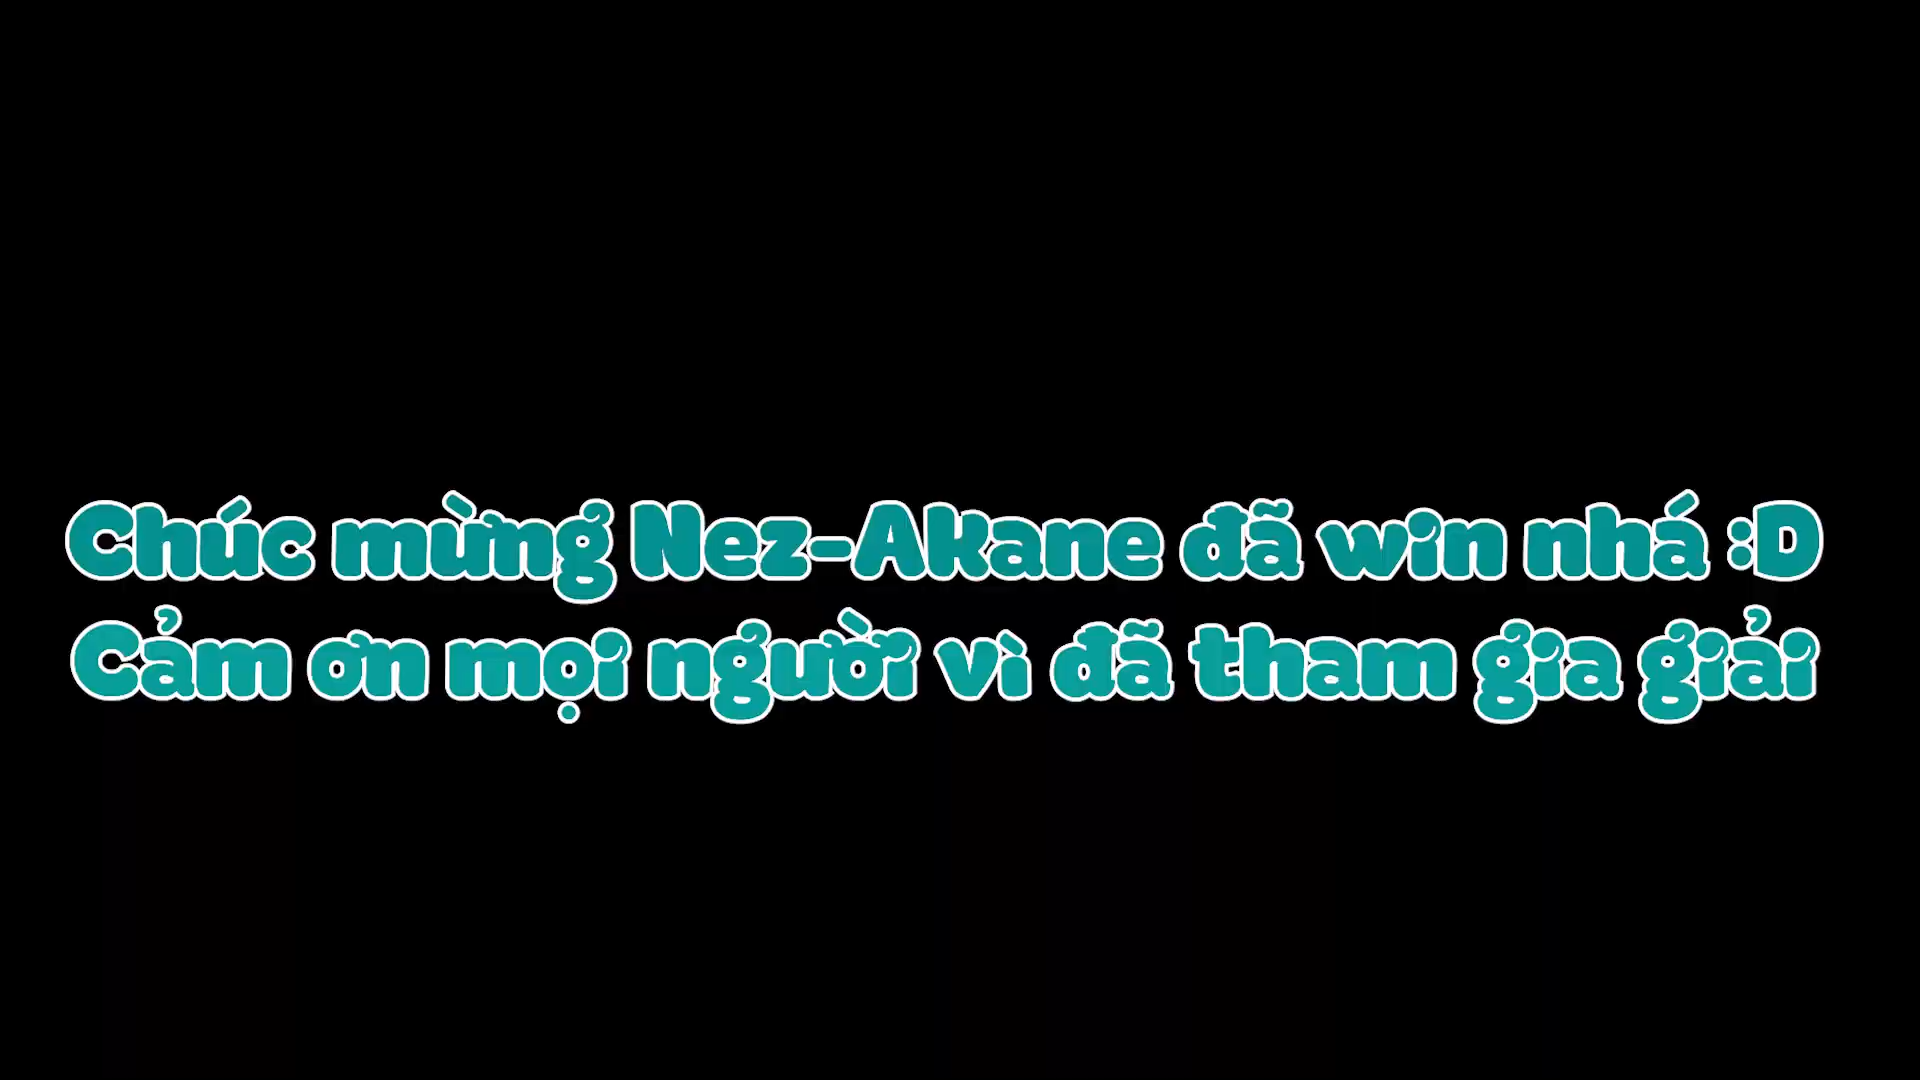 Chúc mừng Nez-Akane đã win nhá :D
Cảm ơn mọi người vì đã tham gia giải